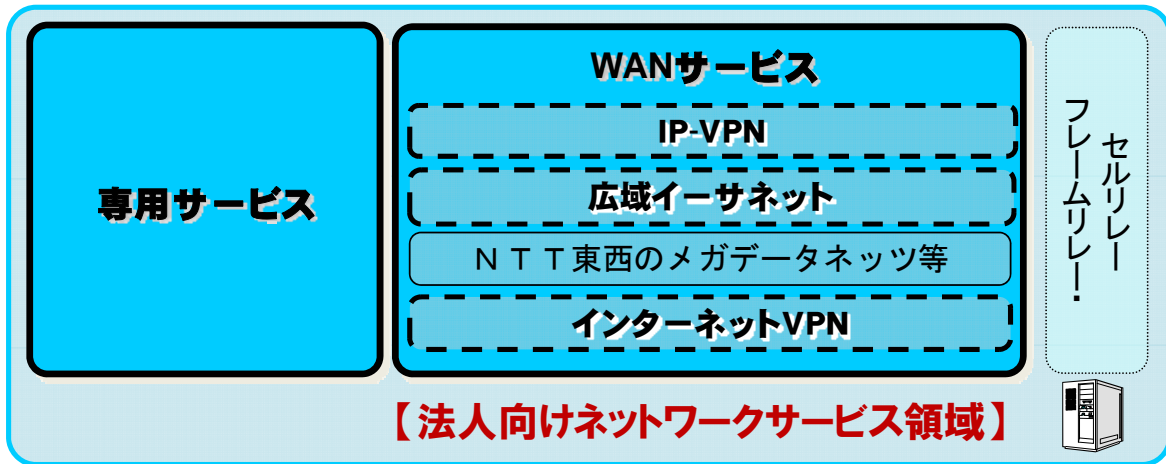 専用サービス
WANサービス
IP-VPN
広域イーサネット
ＮＴＴ東西のメガデータネッツ等
インターネットVPN
フレームリレー・
セルリレー
【法人向けネットワークサービス領域】